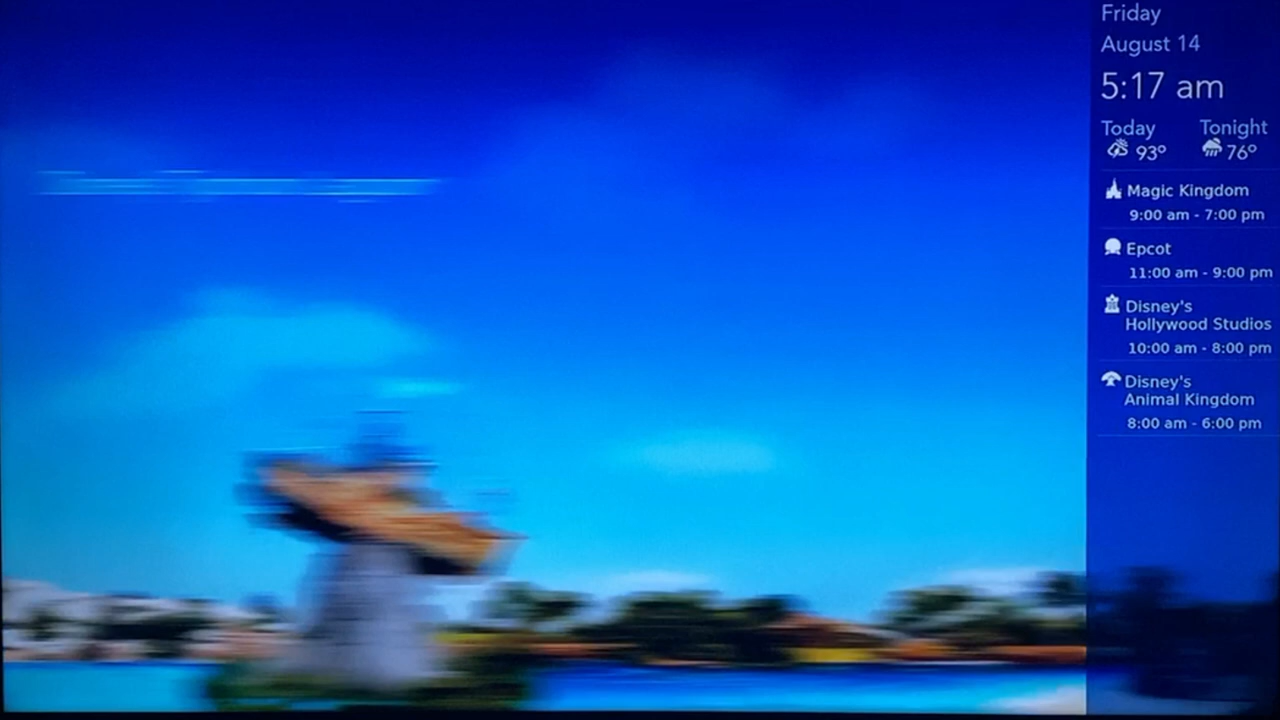 Friday
August 14
5:17 am
Today Tonight
93° 76°
Magic Kingdom
9:00 am - 7:00 pm
Epcot
11:00 am - 9:00 pm
Disney's
Hollywood Studios
10:00 am - 8:00 pm
Disney's
Animal Kingdom
8:00 am - 6:00 pm